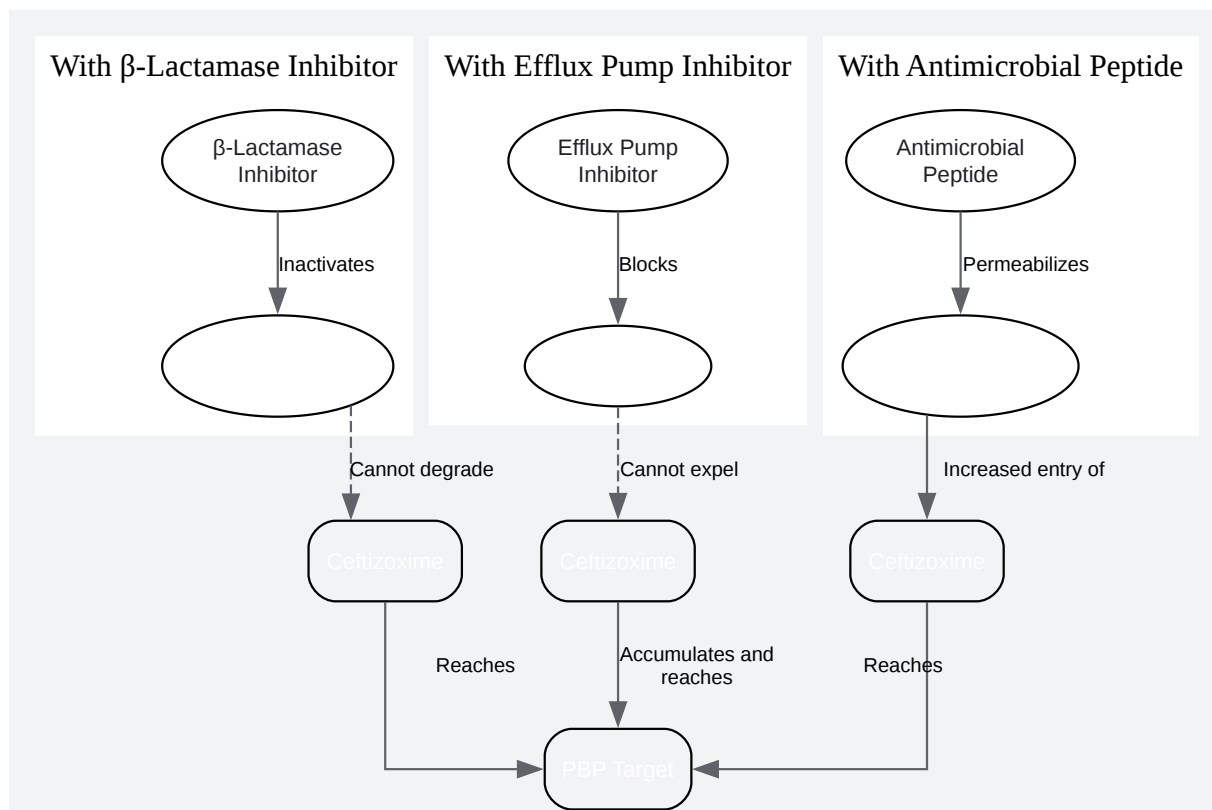 With β-Lactamase Inhibitor
With Efflux Pump Inhibitor
With Antimicrobial Peptide
β-Lactamase
Inhibitor
Efflux Pump
Inhibitor
Antimicrobial
Peptide
Inactivates
Blocks
Permeabilizes
Cannot degrade
Cannot expel
Increased entry of
Ceftizoxime
Ceftizoxime
Ceftizoxime
Reaches
Accumulates and
reaches
Reaches
PBP Target